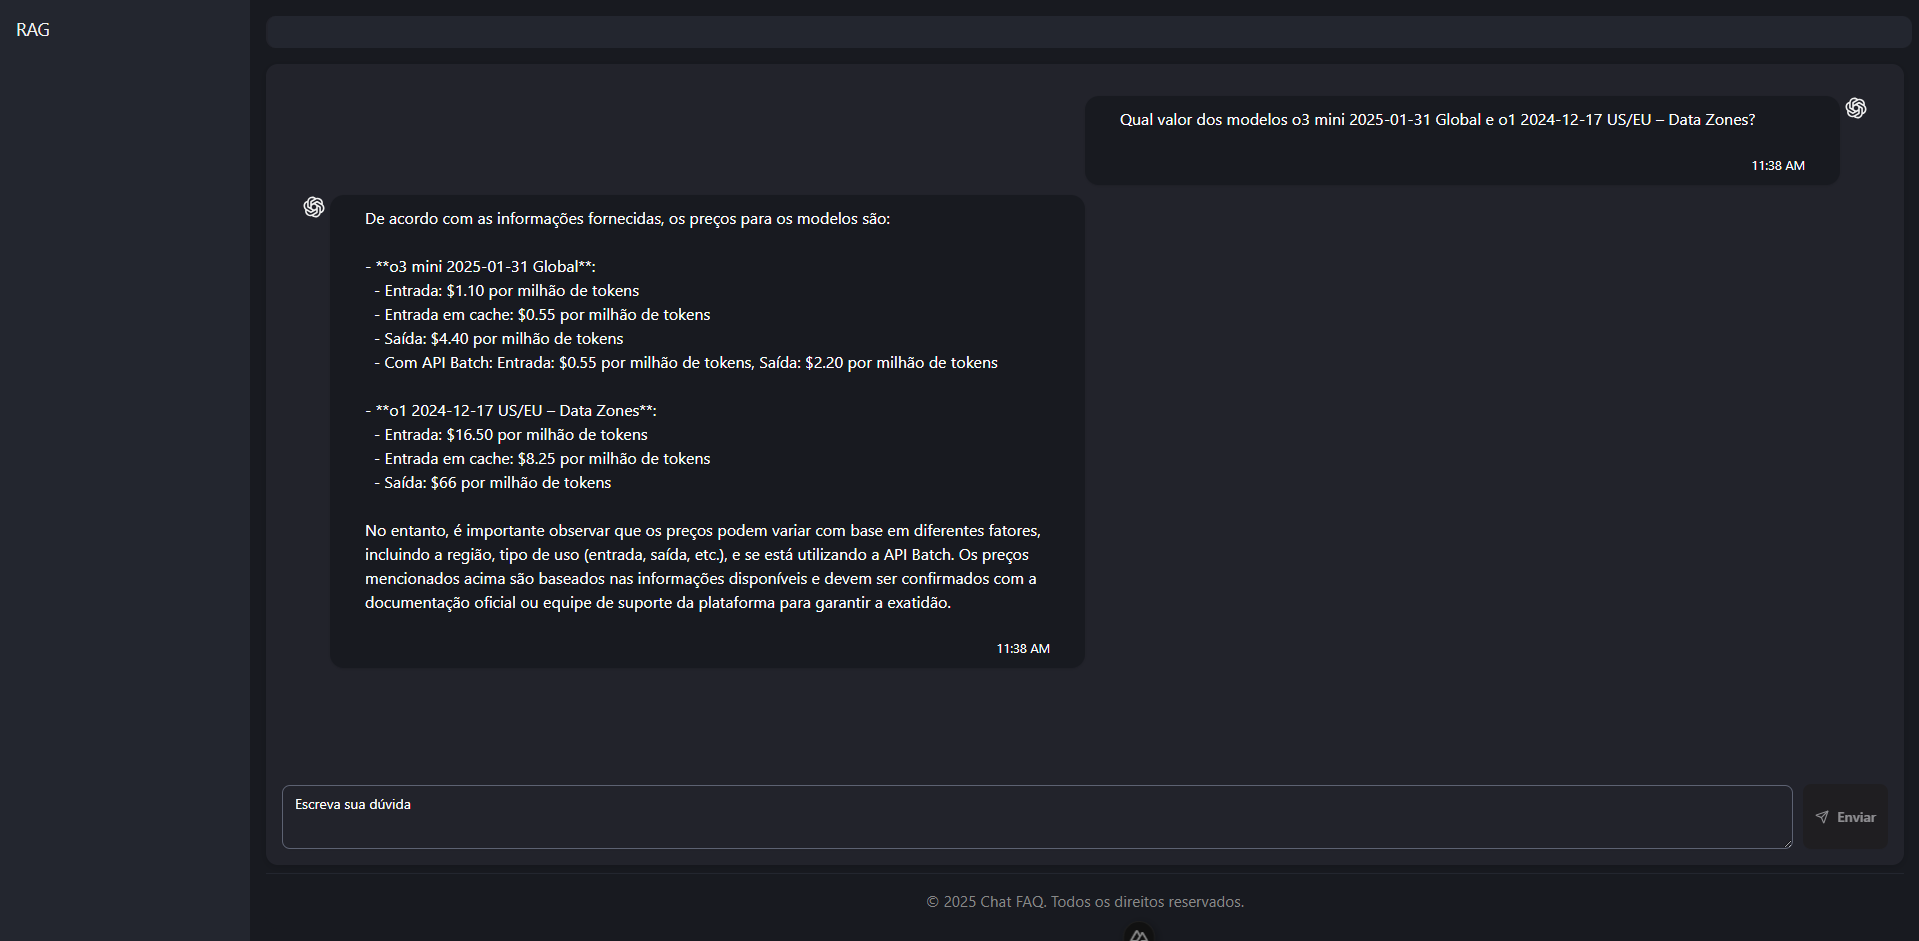 RAG
Qual valor dos modelos o3 mini 2025-01-31 Global e o1 2024-12-17 US/EU – Data Zones?
11:38 AM
De acordo com as informações fornecidas, os preços para os modelos são:
- **o3 mini 2025-01-31 Global**:
- Entrada: $1.10 por milhão de tokens
- Entrada em cache: $0.55 por milhão de tokens
- Saída: $4.40 por milhão de tokens
- Com API Batch: Entrada: $0.55 por milhão de tokens, Saída: $2.20 por milhão de tokens
- **o1 2024-12-17 US/EU – Data Zones**:
- Entrada: $16.50 por milhão de tokens
- Entrada em cache: $8.25 por milhão de tokens
- Saída: $66 por milhão de tokens
No entanto, é importante observar que os preços podem variar com base em diferentes fatores,
incluindo a região, tipo de uso (entrada, saída, etc.), e se está utilizando a API Batch. Os preços
mencionados acima são baseados nas informações disponíveis e devem ser confirmados com a
documentação oficial ou equipe de suporte da plataforma para garantir a exatidão.
11:38 AM
Escreva sua dúvida
Enviar
© 2025 Chat FAQ. Todos os direitos reservados.